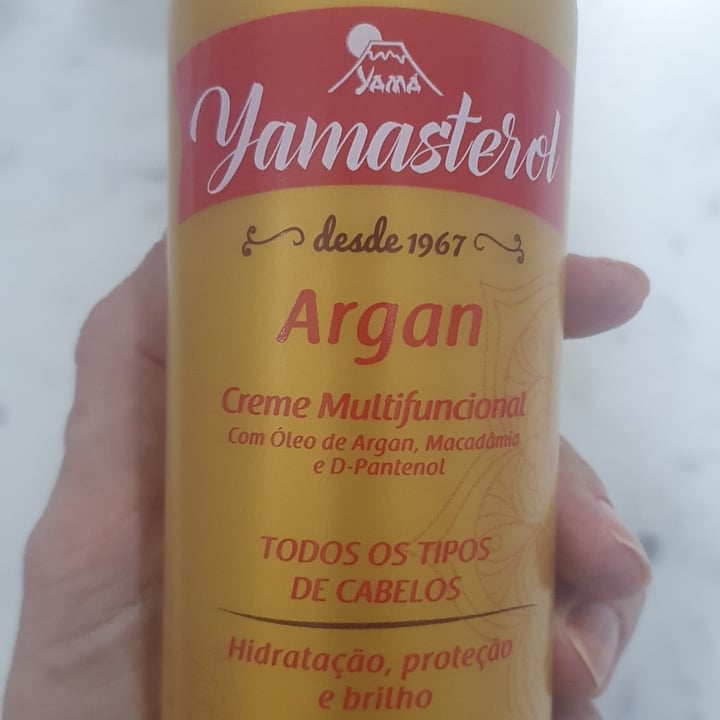 YAMÁ
Yamasterol
desde 1967
Argan
Creme Multifuncional
Com Óleo de Argan, Macadâmia
e D-Pantenol
TODOS OS TIPOS
DE CABELOS
Hidratação, proteção
e brilho